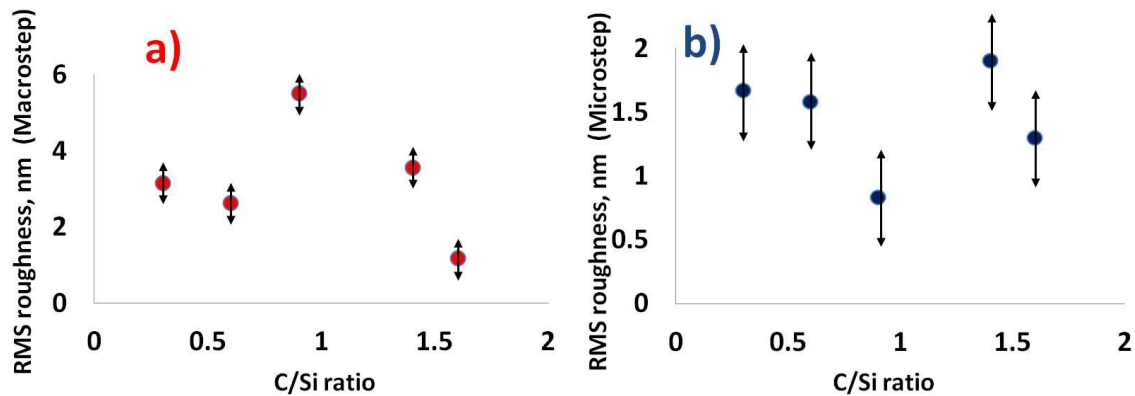 a)
RMS roughness, nm (Macrostep)
6
4
2
0
0 0.5 1 1.5 2
C/Si ratio
b)
RMS roughness, nm (Microstep)
2
1.5
1
0.5
0
0 0.5 1 1.5 2
C/Si ratio